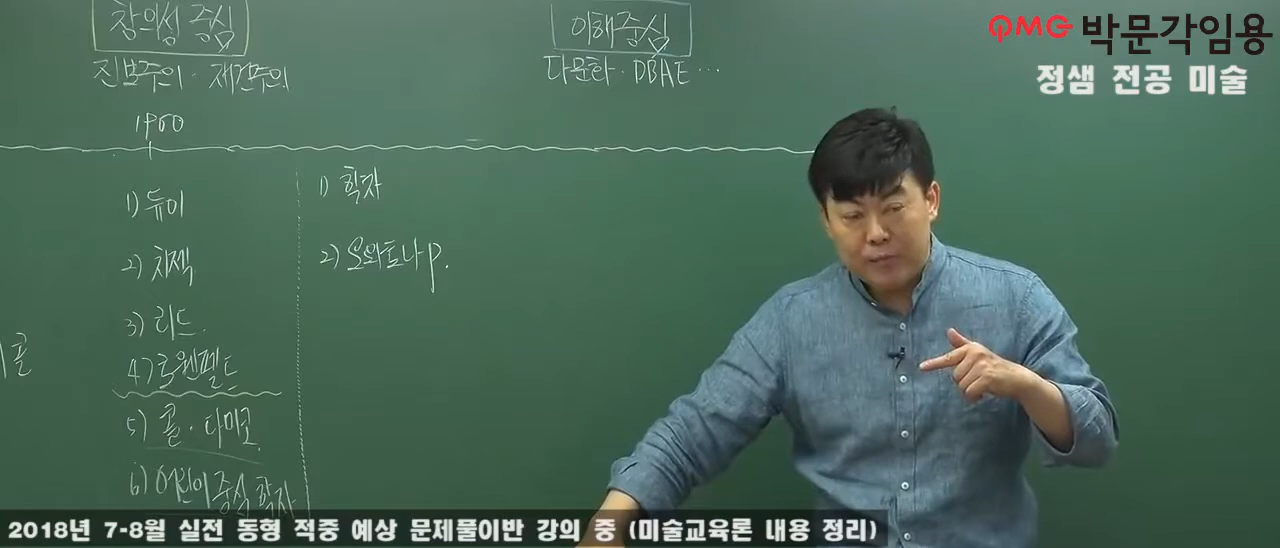 창의성 중심
진보주의 · 재건주의
1900
1) 듀이
2) 치젝
3) 리드.
4) 로웬펠드
5) 콜 · 다미코
6) 어린이 중심 학자
콜
1) 학자
2) 오와토나 p.
이해중심
다문화 · DBAE ···
PMG 박문각임용
정샘 전공 미술
2018년 7-8월 실전 동형 적중 예상 문제풀이반 강의 중 (미술교육론 내용 정리)